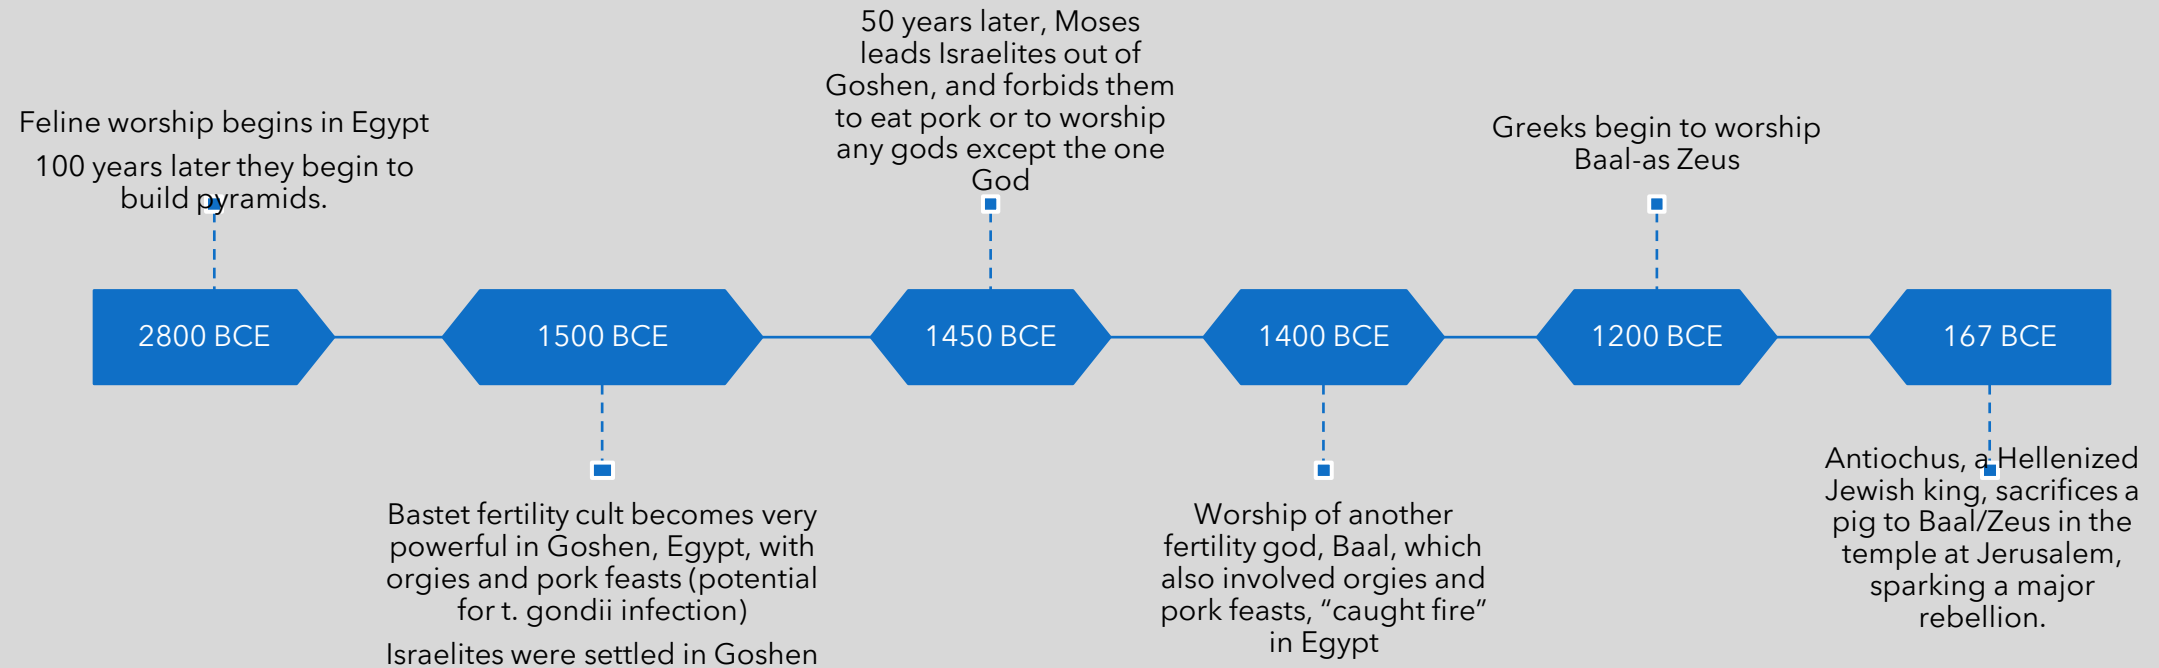 Feline worship begins in Egypt
100 years later they begin to
build pyramids.
50 years later, Moses
leads Israelites out of
Goshen, and forbids them
to eat pork or to worship
any gods except the one
God
Greeks begin to worship
Baal-as Zeus
2800 BCE
1500 BCE
1450 BCE
1400 BCE
1200 BCE
167 BCE
Bastet fertility cult becomes very
powerful in Goshen, Egypt, with
orgies and pork feasts (potential
for t. gondii infection)
Israelites were settled in Goshen
Worship of another
fertility god, Baal, which
also involved orgies and
pork feasts, “caught fire”
in Egypt
Antiochus, a Hellenized
Jewish king, sacrifices a
pig to Baal/Zeus in the
temple at Jerusalem,
sparking a major
rebellion.